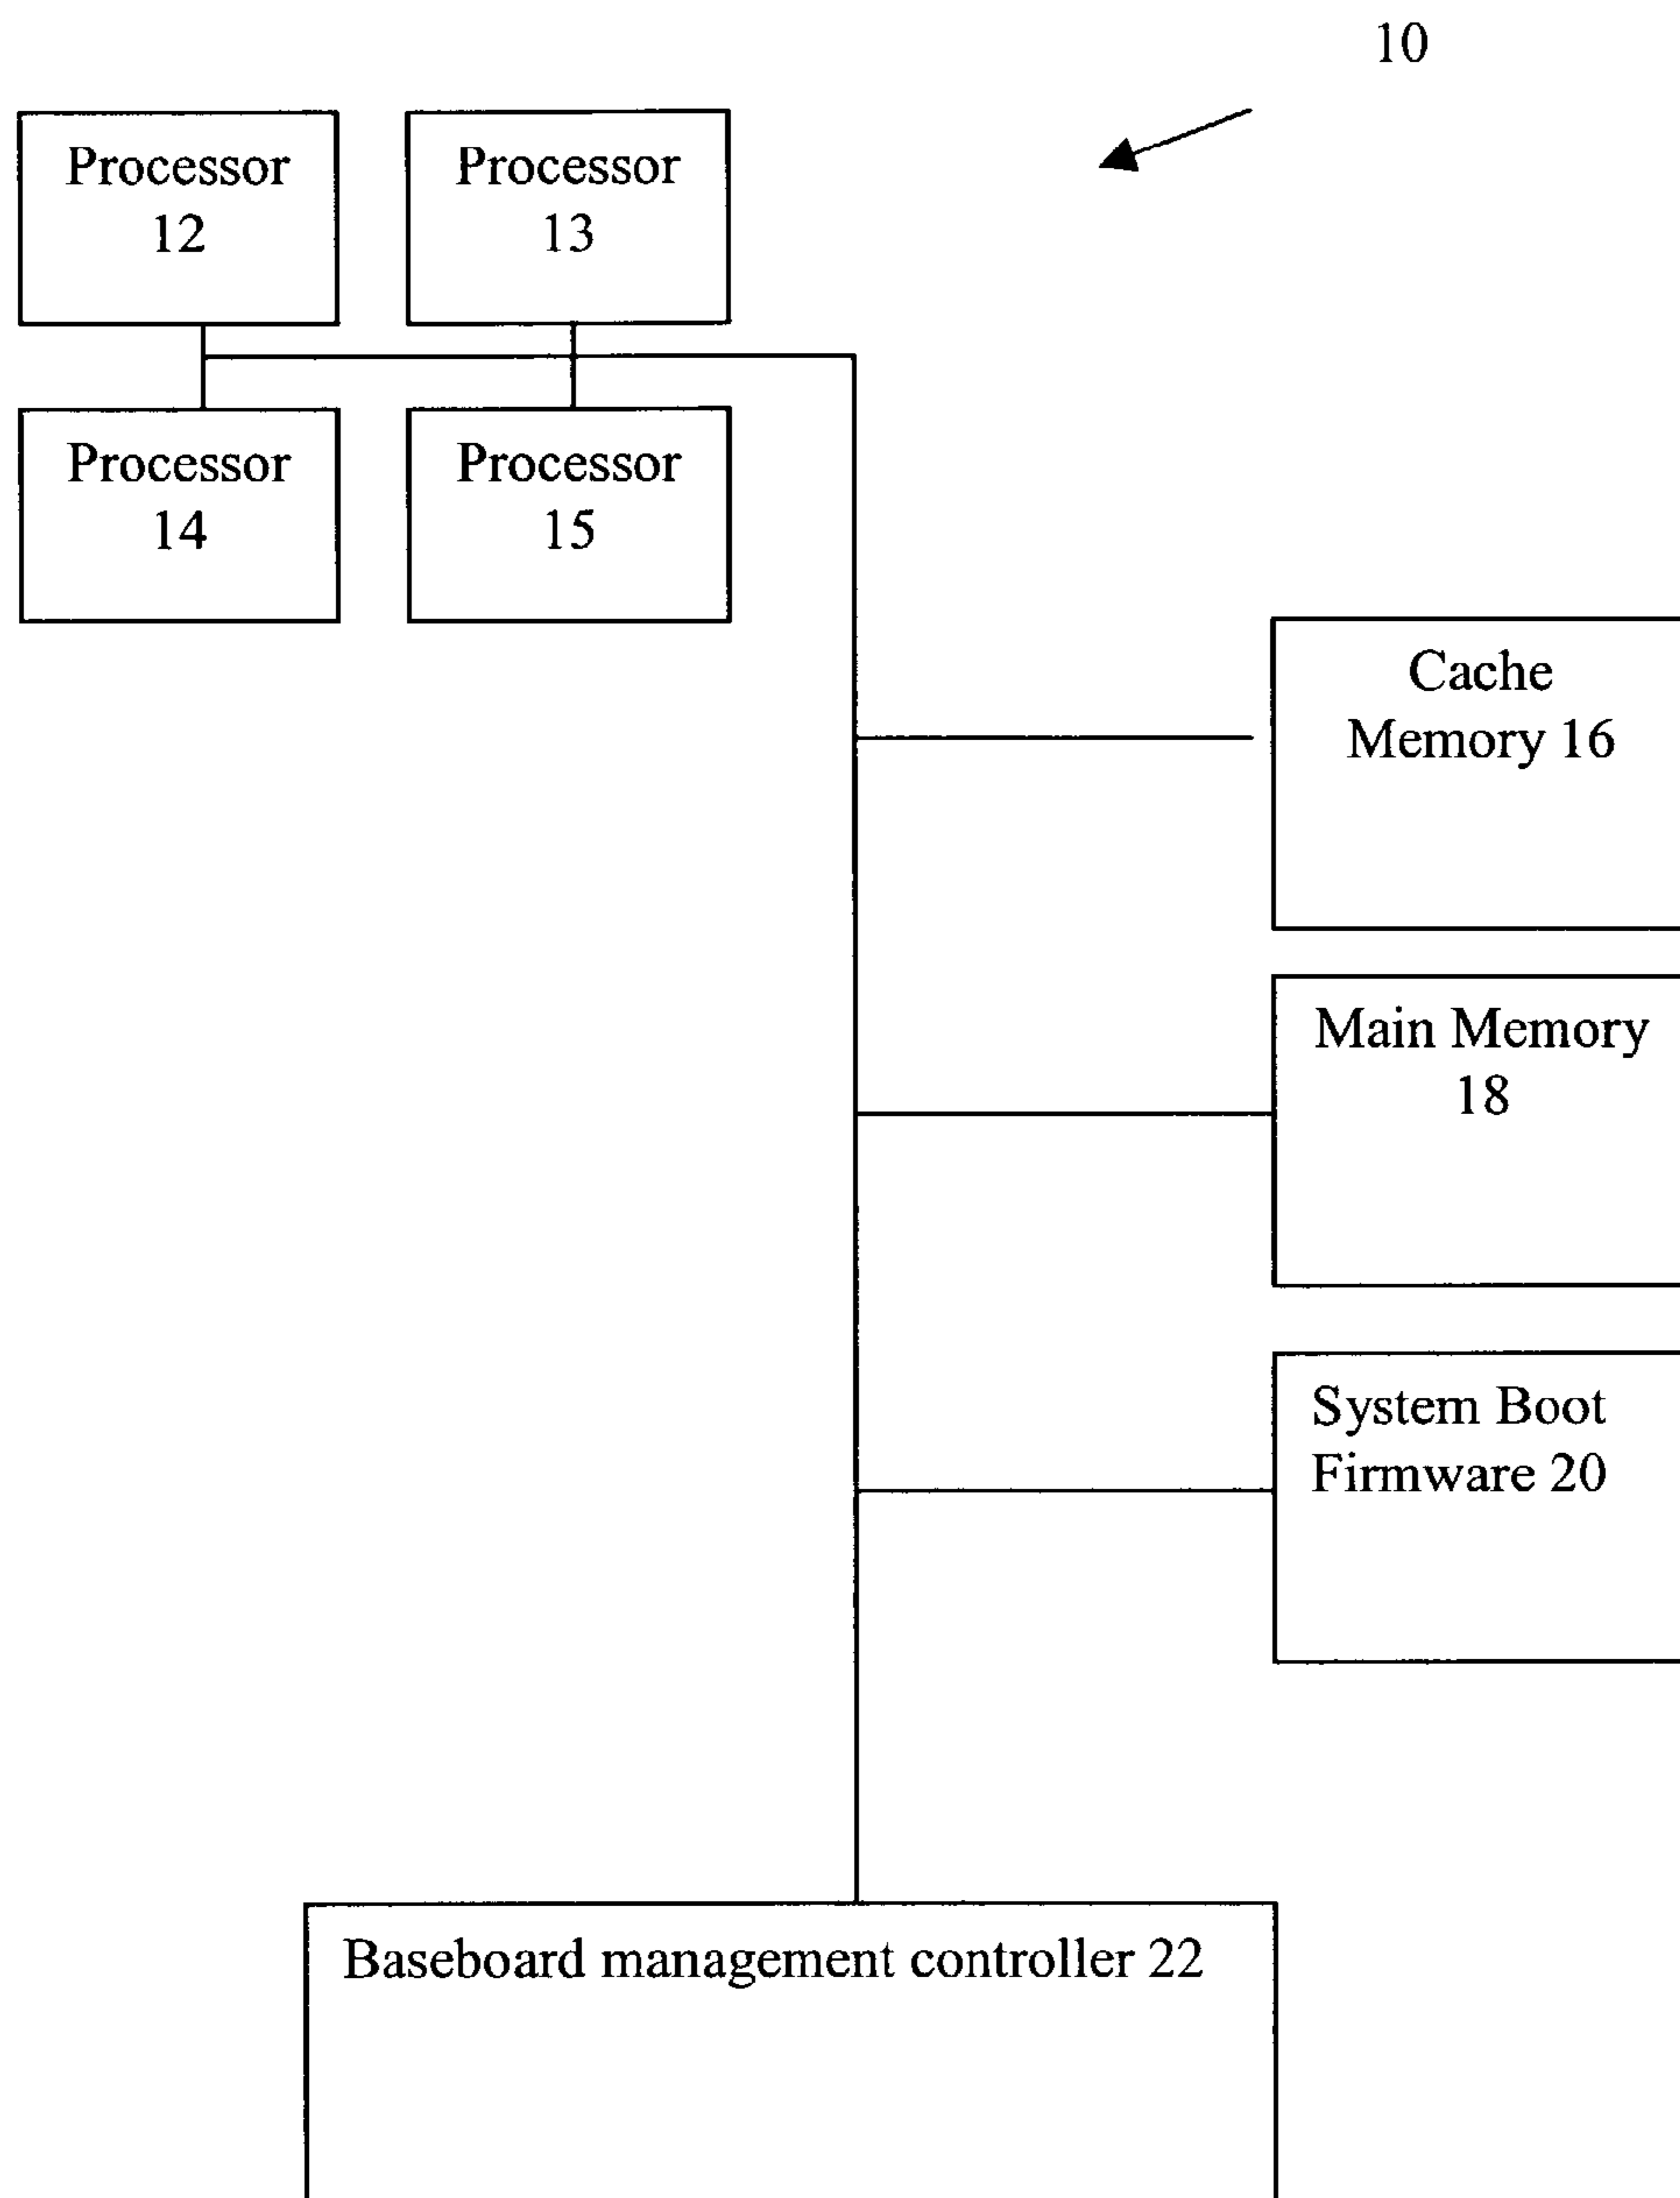 10
Processor
12
Processor
13
Processor
14
Processor
15
Cache
Memory 16
Main Memory
18
System Boot
Firmware 20
Baseboard management controller 22